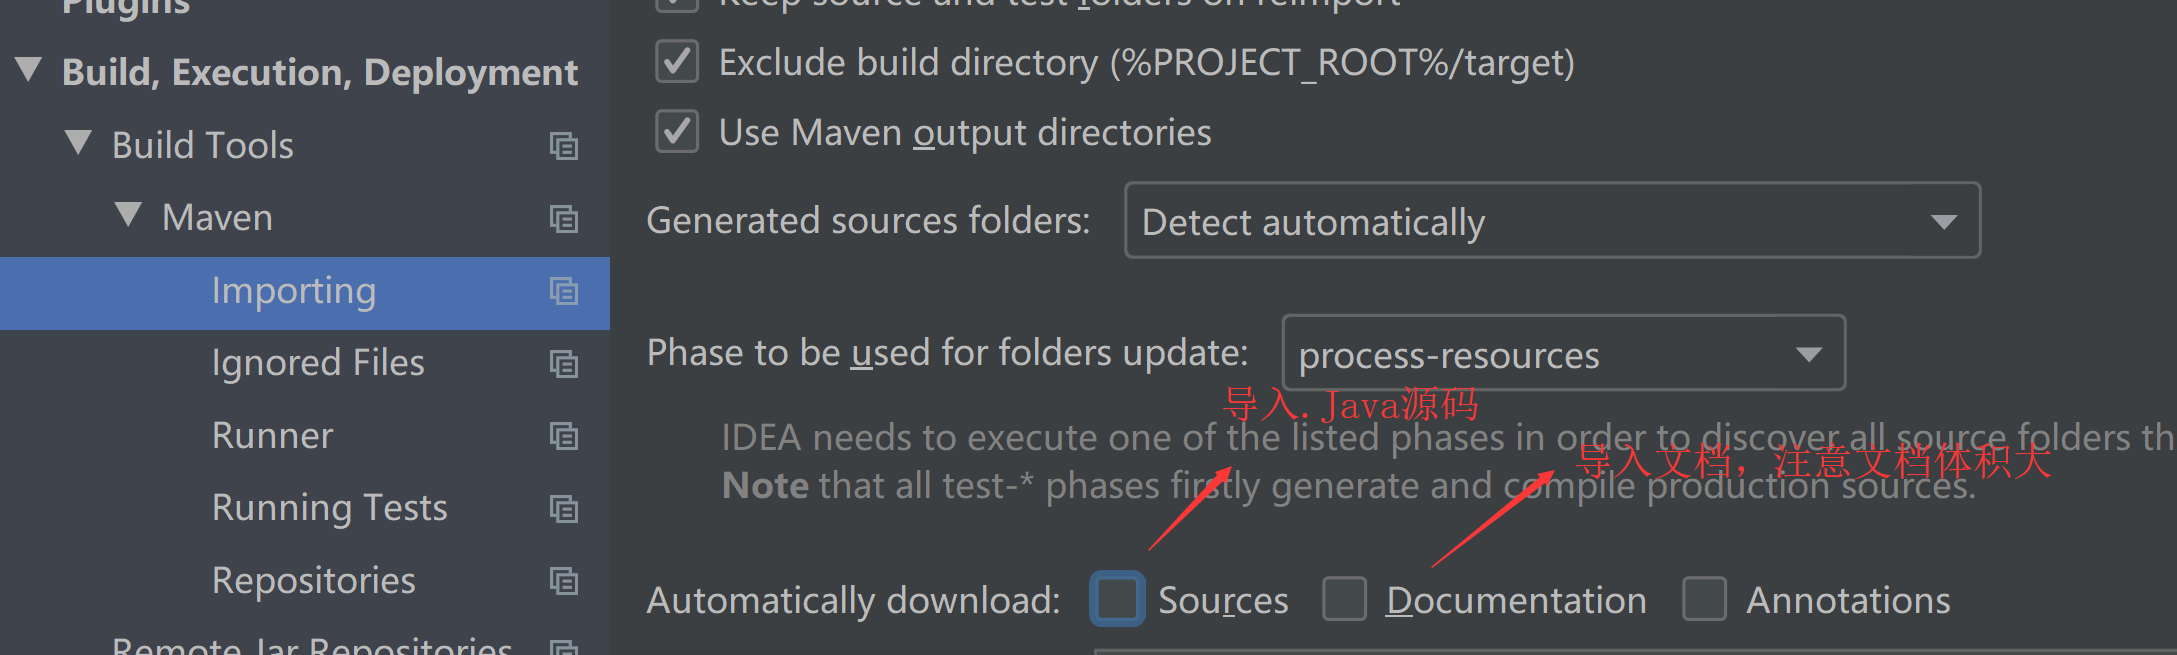 Plugins
Build, Execution, Deployment
Build Tools
Maven
Importing
Ignored Files
Runner
Running Tests
Repositories
Remote Jar Repositories
Keep source and test folders on reimport
Exclude build directory (%PROJECT_ROOT%/target)
Use Maven output directories
Generated sources folders: Detect automatically
Phase to be used for folders update: process-resources
导入.Java源码
IDEA needs to execute one of the listed phases in order to discover all source folders th
导入文档，注意文档体积大
Note that all test-* phases firstly generate and compile production sources.
Automatically download: Sources Documentation Annotations